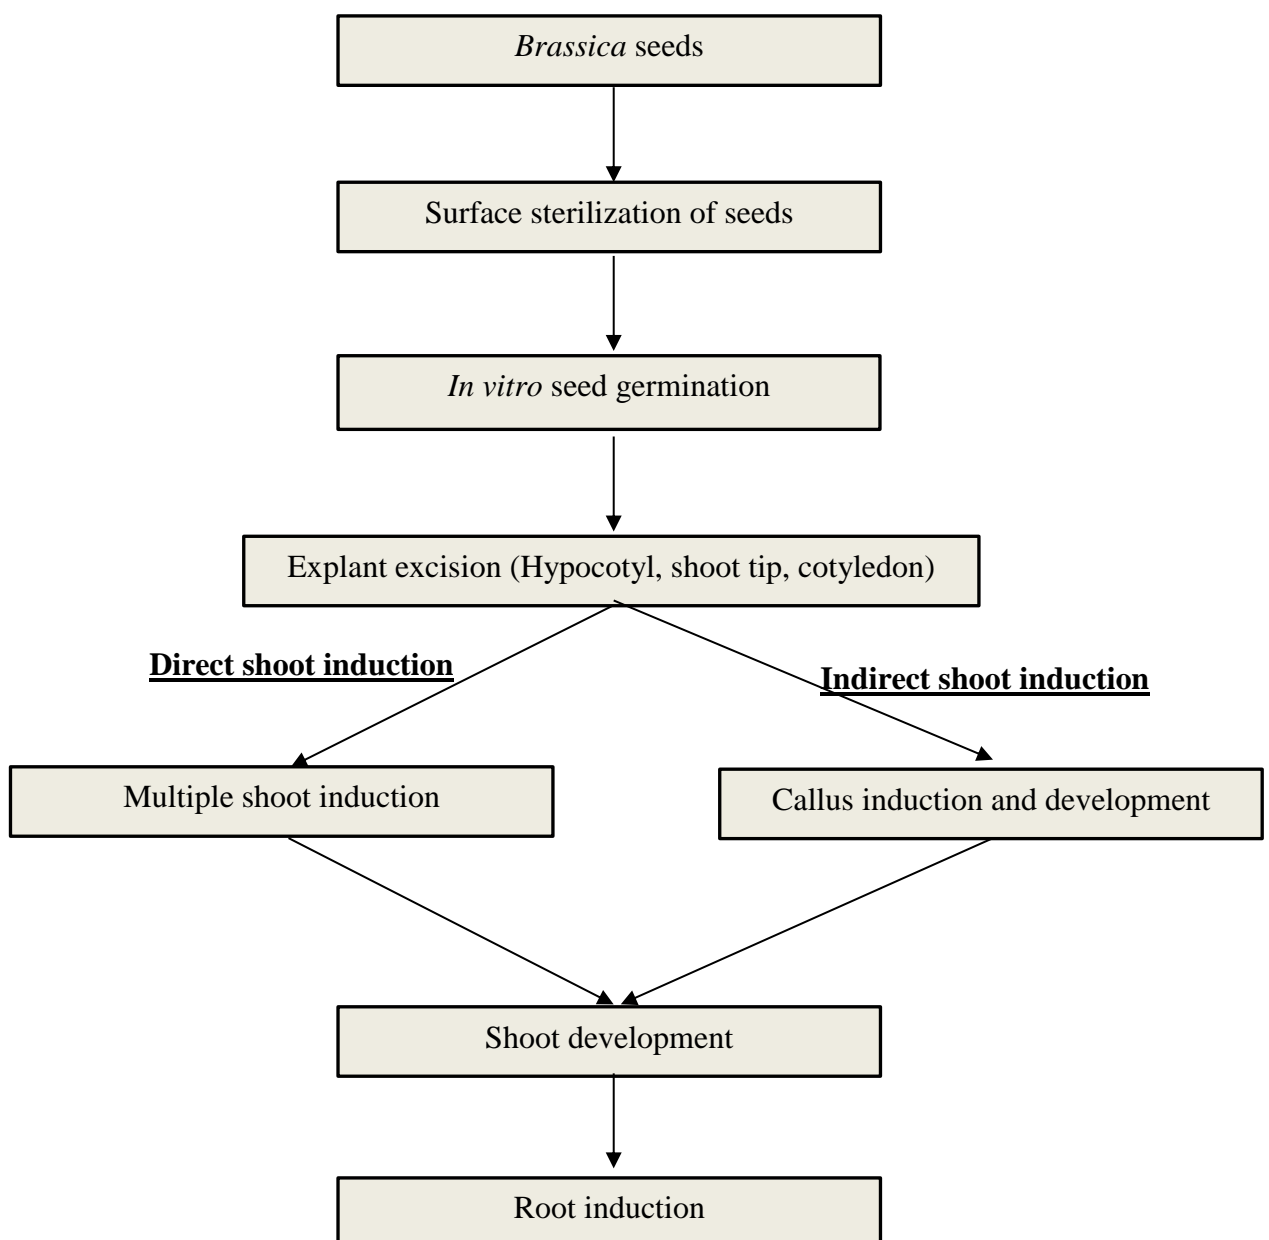 Brassica seeds
Surface sterilization of seeds
In vitro seed germination
Explant excision (Hypocotyl, shoot tip, cotyledon)
Direct shoot induction
Indirect shoot induction
Multiple shoot induction
Callus induction and development
Shoot development
Root induction